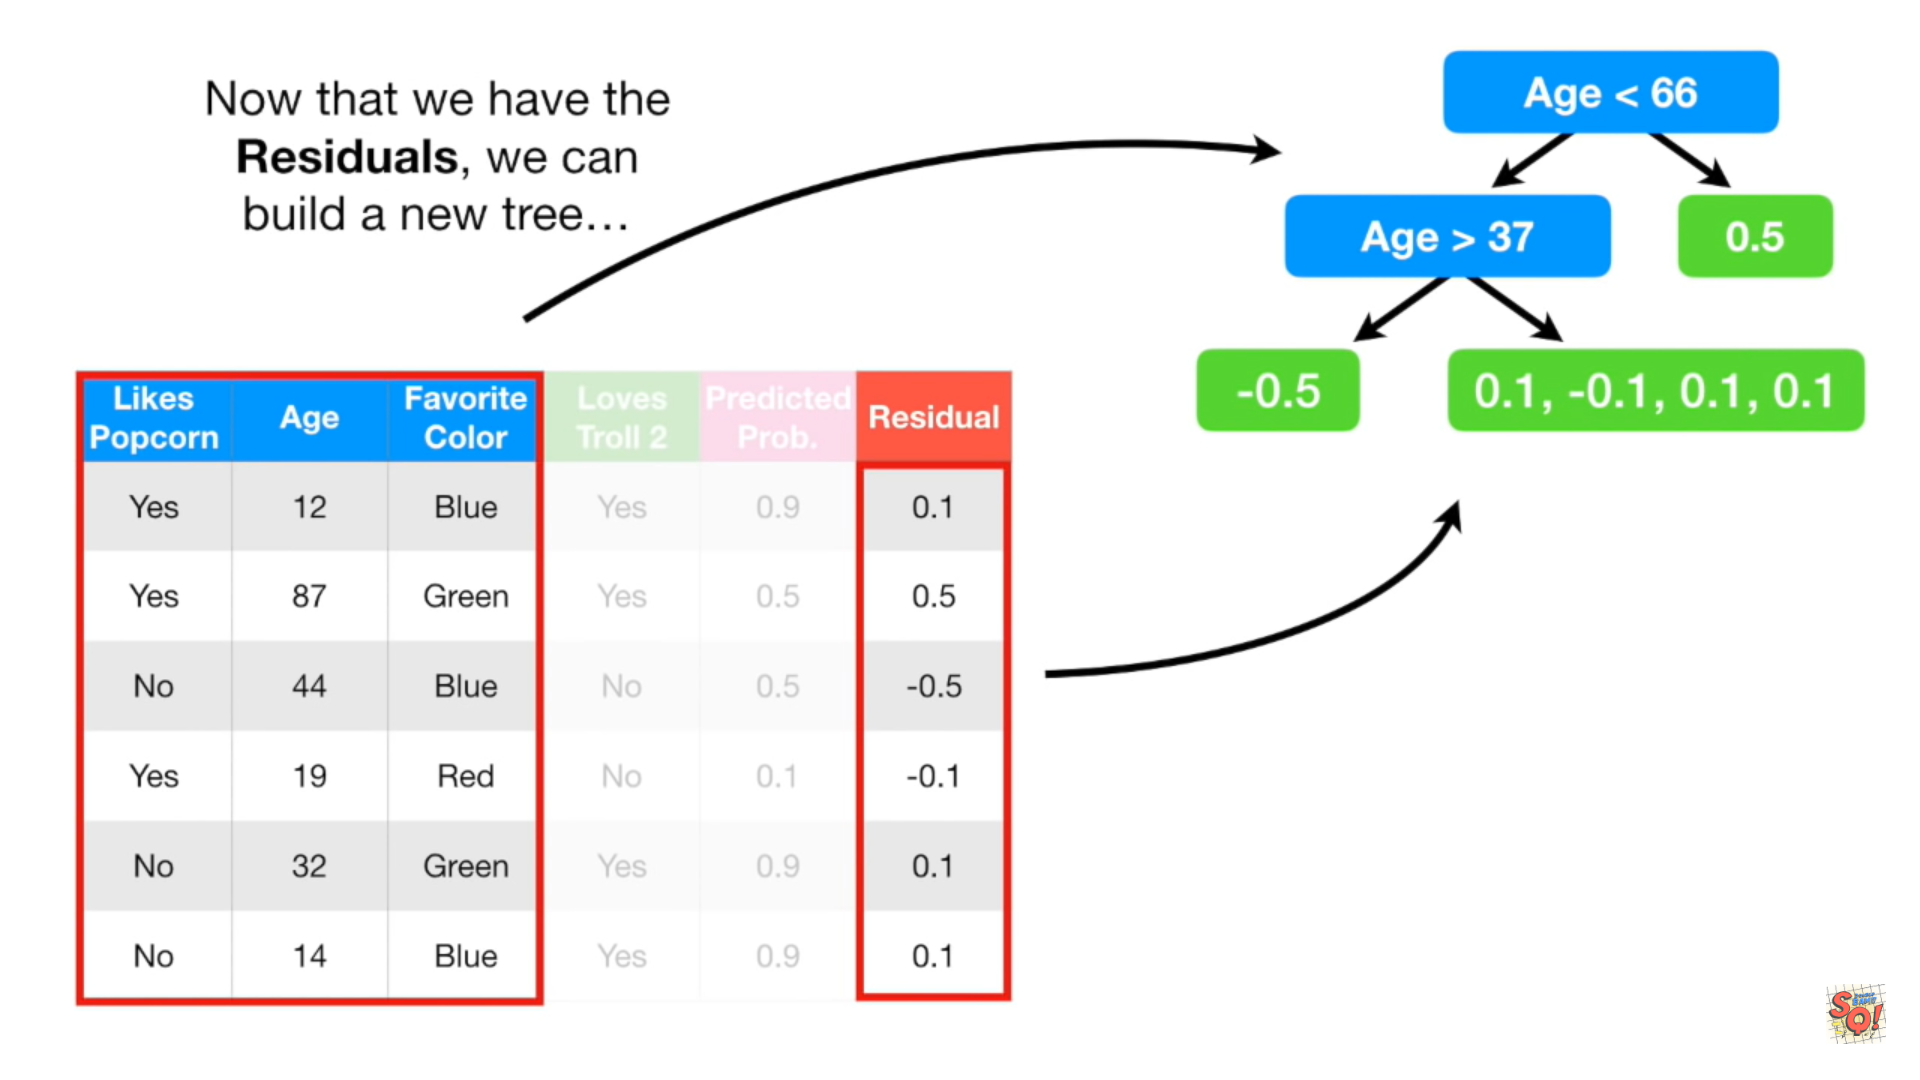 Now that we have the
Residuals, we can
build a new tree...
Age < 66
Age > 37
0.5
-0.5
0.1, -0.1, 0.1, 0.1
Likes Popcorn Age Favorite Color Loves Troll 2 Predicted Prob. Residual
Yes 12 Blue Yes 0.9 0.1
Yes 87 Green Yes 0.5 0.5
No 44 Blue No 0.5 -0.5
Yes 19 Red No 0.1 -0.1
No 32 Green Yes 0.9 0.1
No 14 Blue Yes 0.9 0.1
SQ!